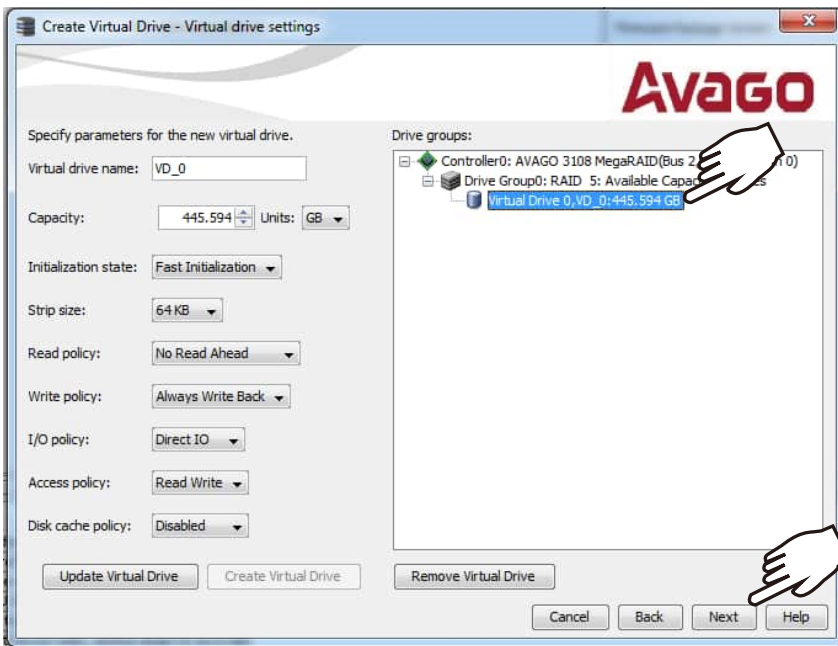 Create Virtual Drive - Virtual drive settings
AVAGO
Specify parameters for the new virtual drive.
Drive groups:
Virtual drive name: VD_0
Controller0: AVAGO 3108 MegaRAID(Bus 2, n 0)
Drive Group0: RAID 5: Available Capac es
Virtual Drive 0,VD_0:445.594 GB
Capacity: 445.594 Units: GB
Initialization state: Fast Initialization
Strip size: 64 KB
Read policy: No Read Ahead
Write policy: Always Write Back
I/O policy: Direct IO
Access policy: Read Write
Disk cache policy: Disabled
Update Virtual Drive Create Virtual Drive Remove Virtual Drive
Cancel Back Next Help